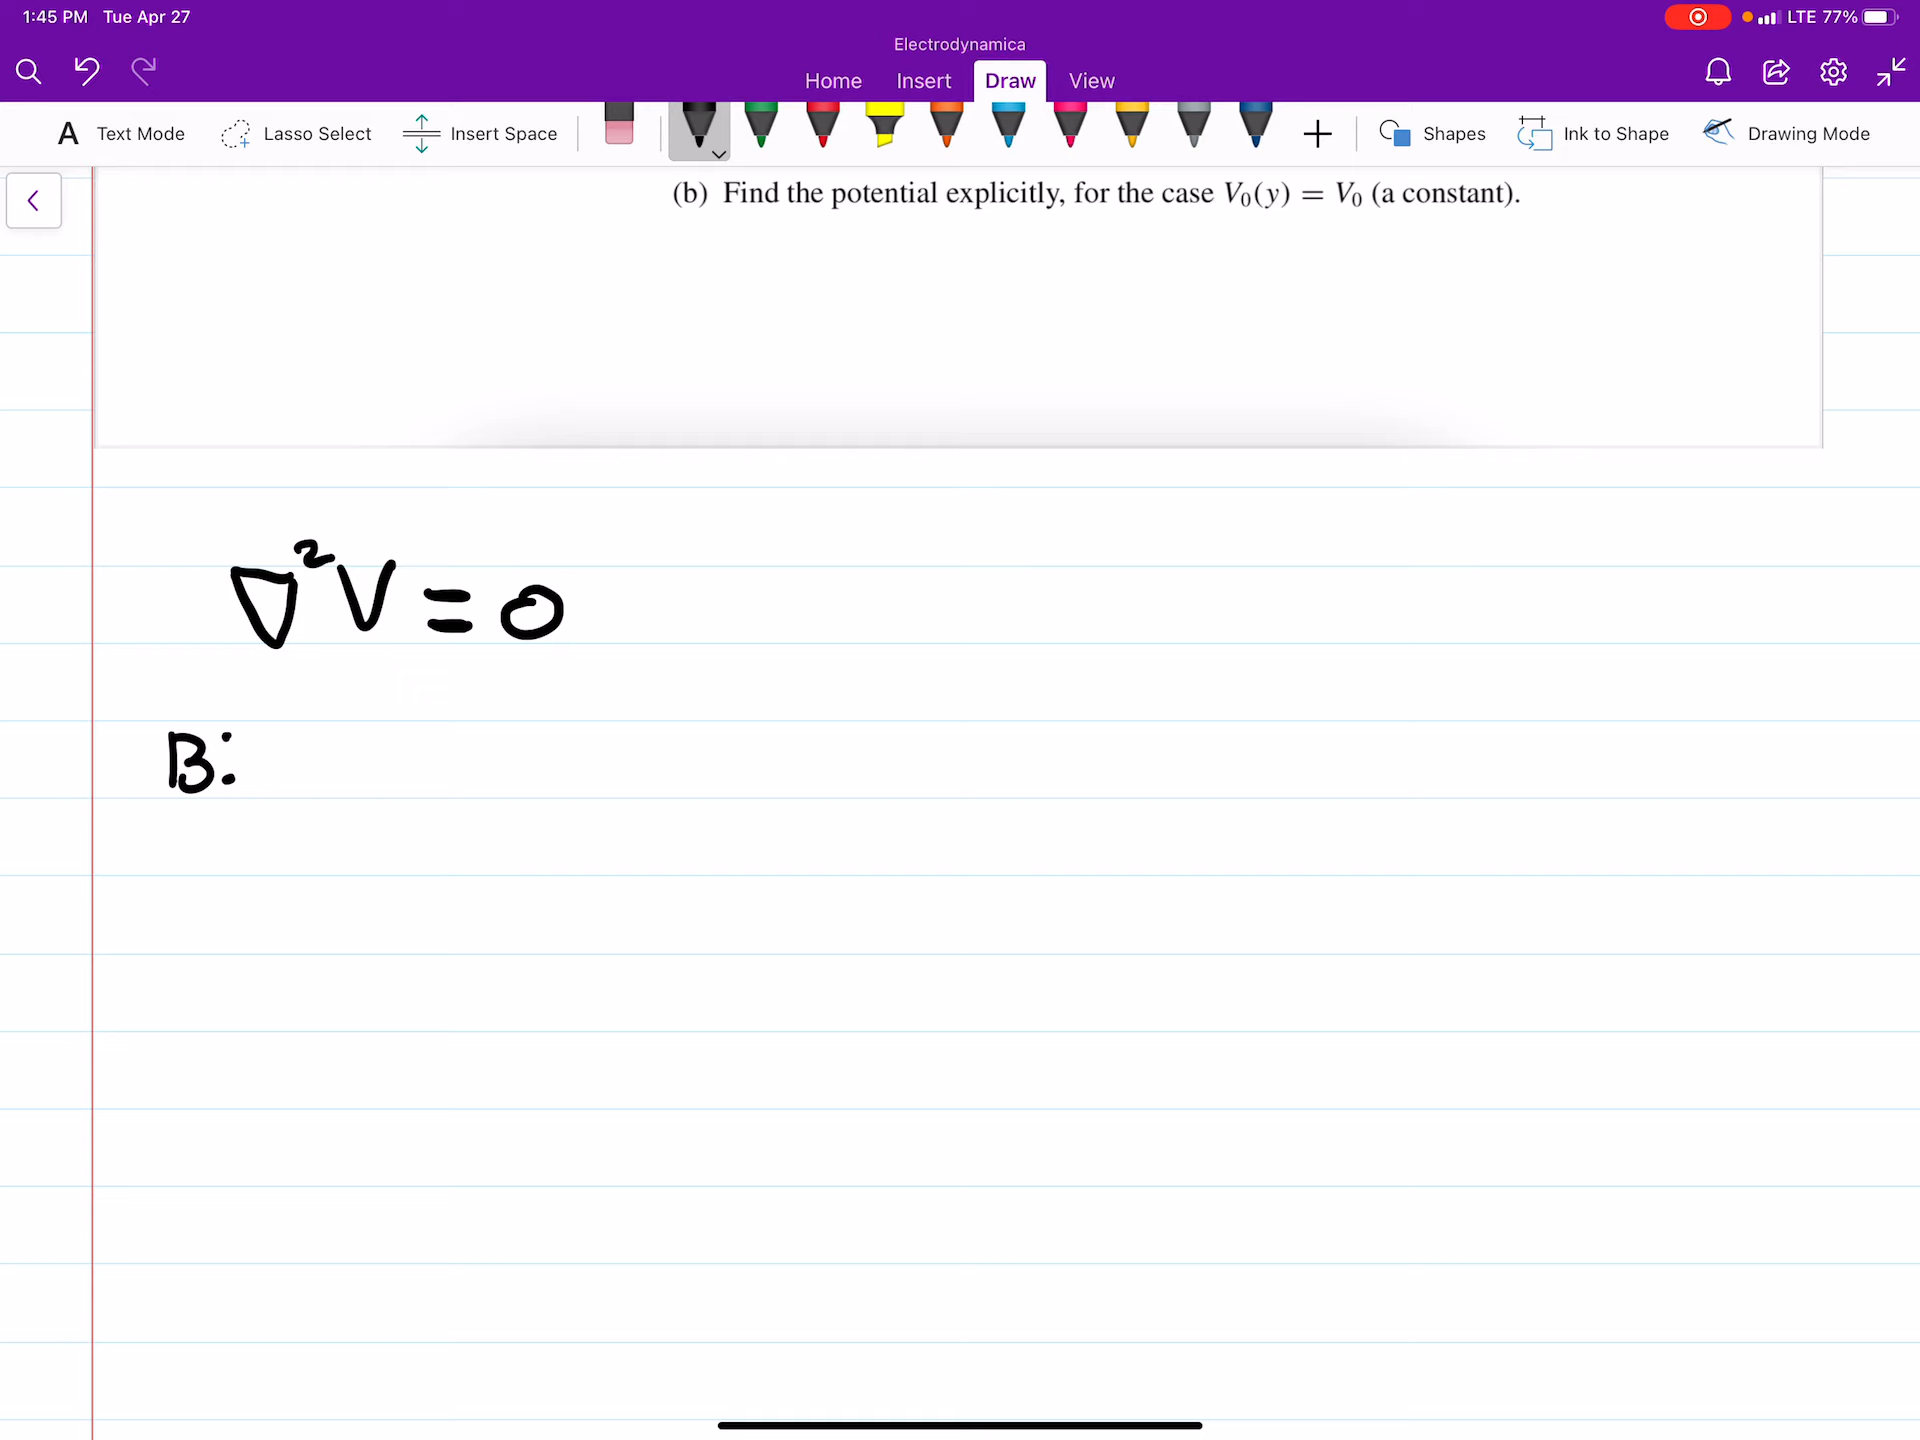 1:45 PM Tue Apr 27 LTE 77%
Electrodynamica
Home Insert Draw View
A Text Mode Lasso Select Insert Space Shapes Ink to Shape Drawing Mode
(b) Find the potential explicitly, for the case V₀(y) = V₀ (a constant).
∇²V = 0
B: